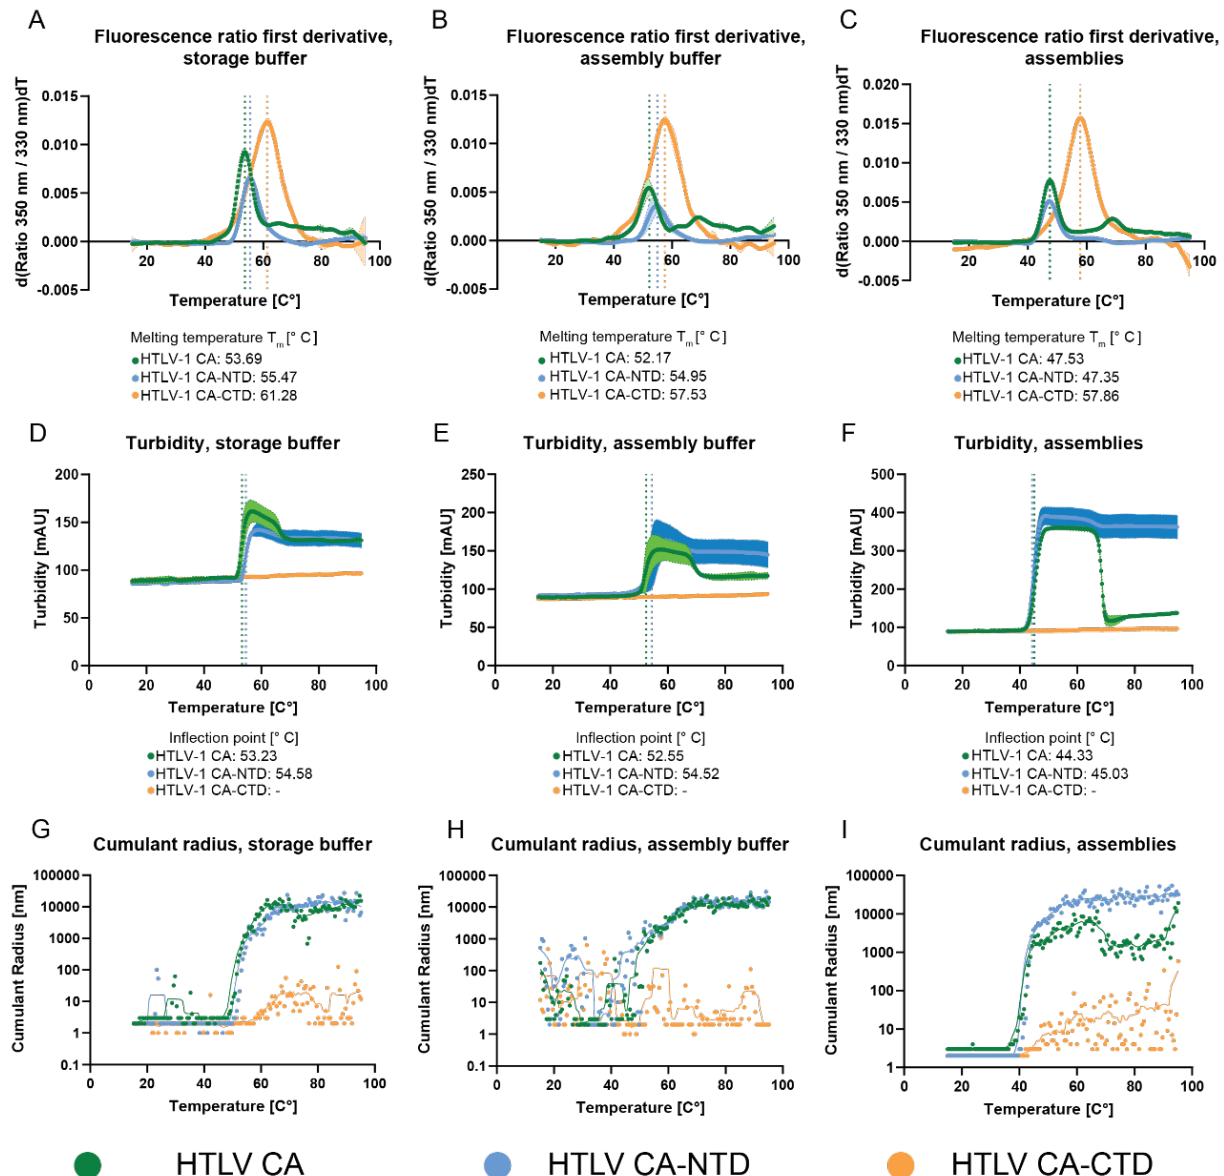 A
Fluorescence ratio first derivative,
storage buffer
d(Ratio 350 nm / 330 nm)dT
0.015
0.010
0.005
0.000
-0.005
20
40
60
80
100
Temperature [C°]
Melting temperature Tm [° C]
HTLV-1 CA: 53.69
HTLV-1 CA-NTD: 55.47
HTLV-1 CA-CTD: 61.28
B
Fluorescence ratio first derivative,
assembly buffer
d(Ratio 350 nm / 330 nm)dT
0.015
0.010
0.005
0.000
-0.005
20
40
60
80
100
Temperature [C°]
Melting temperature Tm [° C]
HTLV-1 CA: 52.17
HTLV-1 CA-NTD: 54.95
HTLV-1 CA-CTD: 57.53
C
Fluorescence ratio first derivative,
assemblies
d(Ratio 350 nm / 330 nm)dT
0.020
0.015
0.010
0.005
0.000
-0.005
20
40
60
80
100
Temperature [C°]
Melting temperature Tm [° C]
HTLV-1 CA: 47.53
HTLV-1 CA-NTD: 47.35
HTLV-1 CA-CTD: 57.86
D
Turbidity, storage buffer
Turbidity [mAU]
200
150
100
50
0
0
20
40
60
80
100
Temperature [C°]
Inflection point [° C]
HTLV-1 CA: 53.23
HTLV-1 CA-NTD: 54.58
HTLV-1 CA-CTD: -
E
Turbidity, assembly buffer
Turbidity [mAU]
250
200
150
100
50
0
0
20
40
60
80
100
Temperature [C°]
Inflection point [° C]
HTLV-1 CA: 52.55
HTLV-1 CA-NTD: 54.52
HTLV-1 CA-CTD: -
F
Turbidity, assemblies
Turbidity [mAU]
500
400
300
200
100
0
0
20
40
60
80
100
Temperature [C°]
Inflection point [° C]
HTLV-1 CA: 44.33
HTLV-1 CA-NTD: 45.03
HTLV-1 CA-CTD: -
G
Cumulant radius, storage buffer
Cumulant Radius [nm]
100000
10000
1000
100
10
1
0.1
0
20
40
60
80
100
Temperature [C°]
H
Cumulant radius, assembly buffer
Cumulant Radius [nm]
100000
10000
1000
100
10
1
0.1
0
20
40
60
80
100
Temperature [C°]
I
Cumulant radius, assemblies
Cumulant Radius [nm]
100000
10000
1000
100
10
1
0
20
40
60
80
100
Temperature [C°]
HTLV CA
HTLV CA-NTD
HTLV CA-CTD